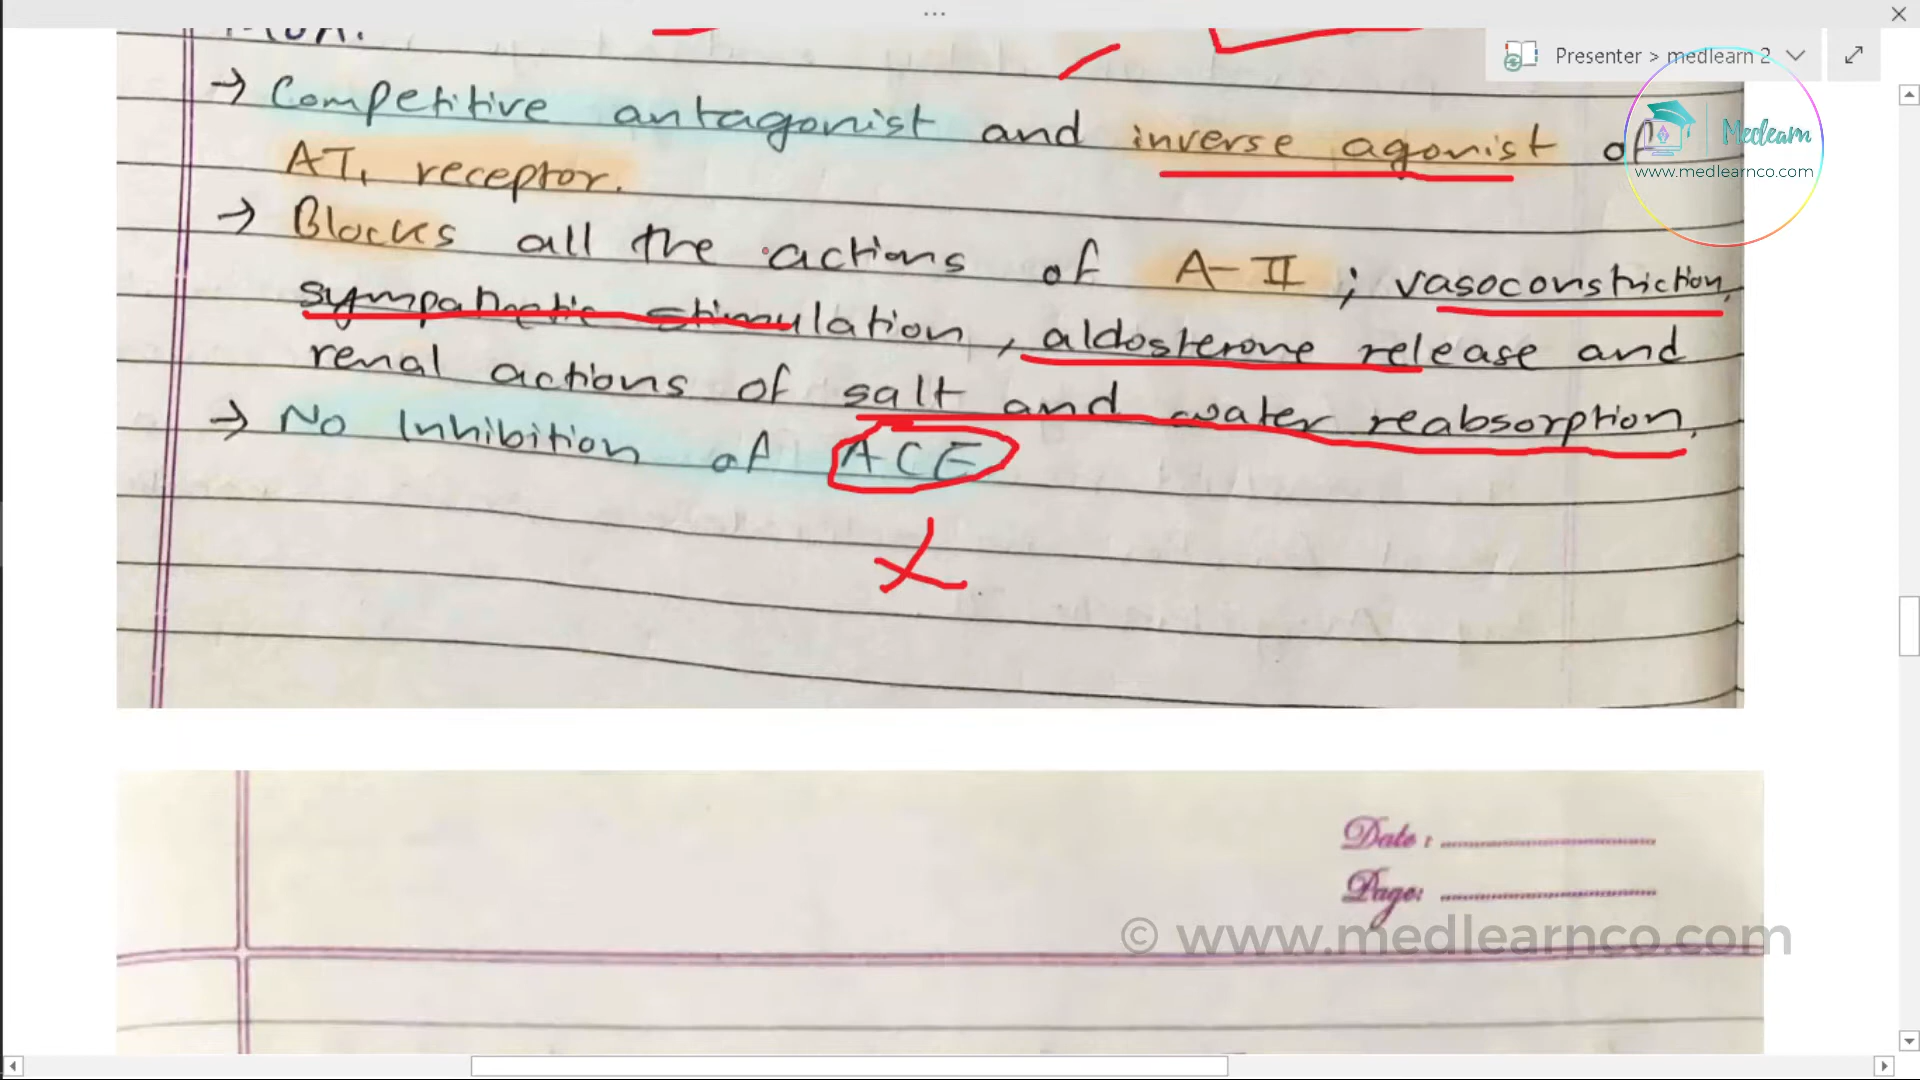 MOA:
Presenter > medlearn 2
→ Competitive antagonist and inverse agonist of
AT₁ receptor.
Medlearn
www.medlearnco.com
→ Blocks all the actions of A-II; vasoconstriction,
sympathetic stimulation, aldosterone release and
renal actions of salt and water reabsorption.
→ No Inhibition of ACE
Date :
Page:
© www.medlearnco.com